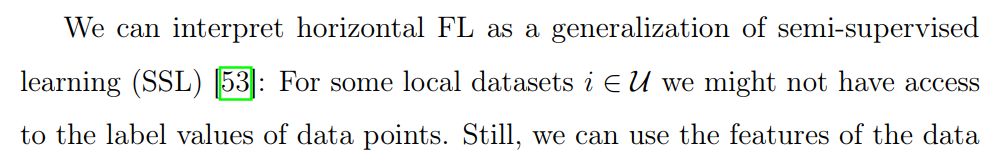 We can interpret horizontal FL as a generalization of semi-supervised
learning (SSL) [53]: For some local datasets i ∈ 𝒰 we might not have access
to the label values of data points. Still, we can use the features of the data